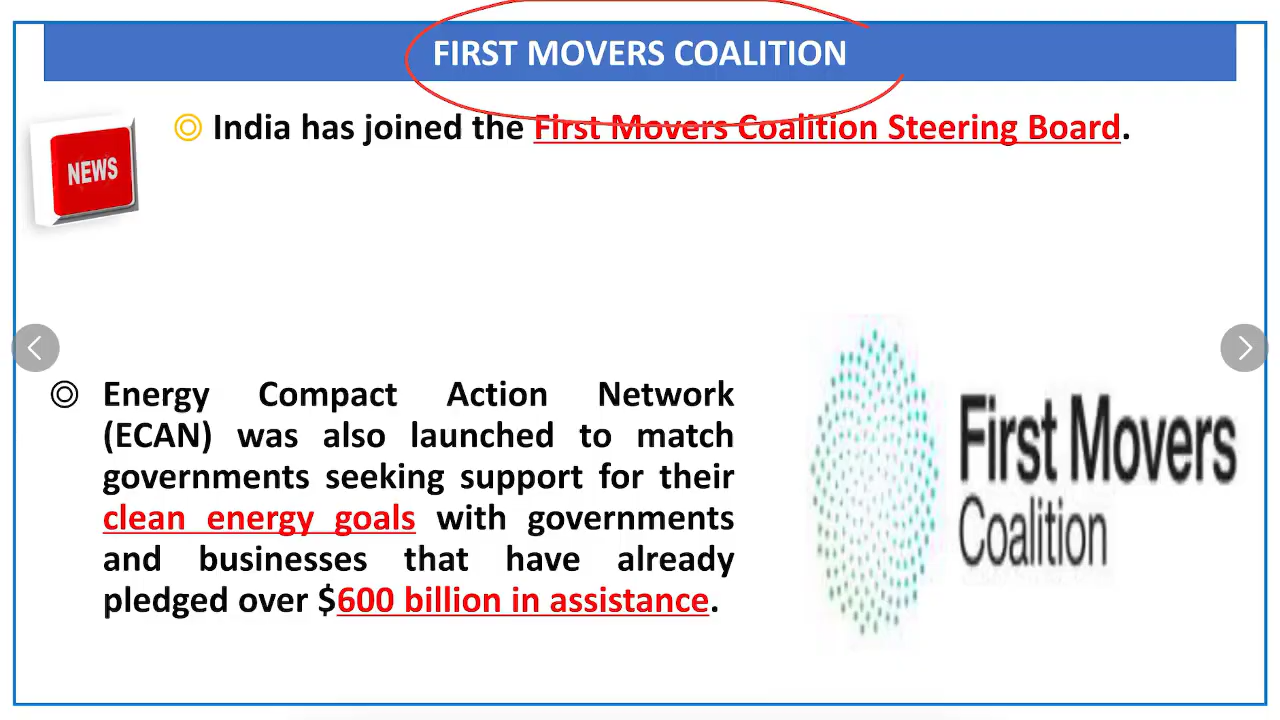 FIRST MOVERS COALITION
NEWS
India has joined the First Movers Coalition Steering Board.
Energy Compact Action Network
(ECAN) was also launched to match
governments seeking support for their
clean energy goals with governments
and businesses that have already
pledged over $600 billion in assistance.
First Movers
Coalition